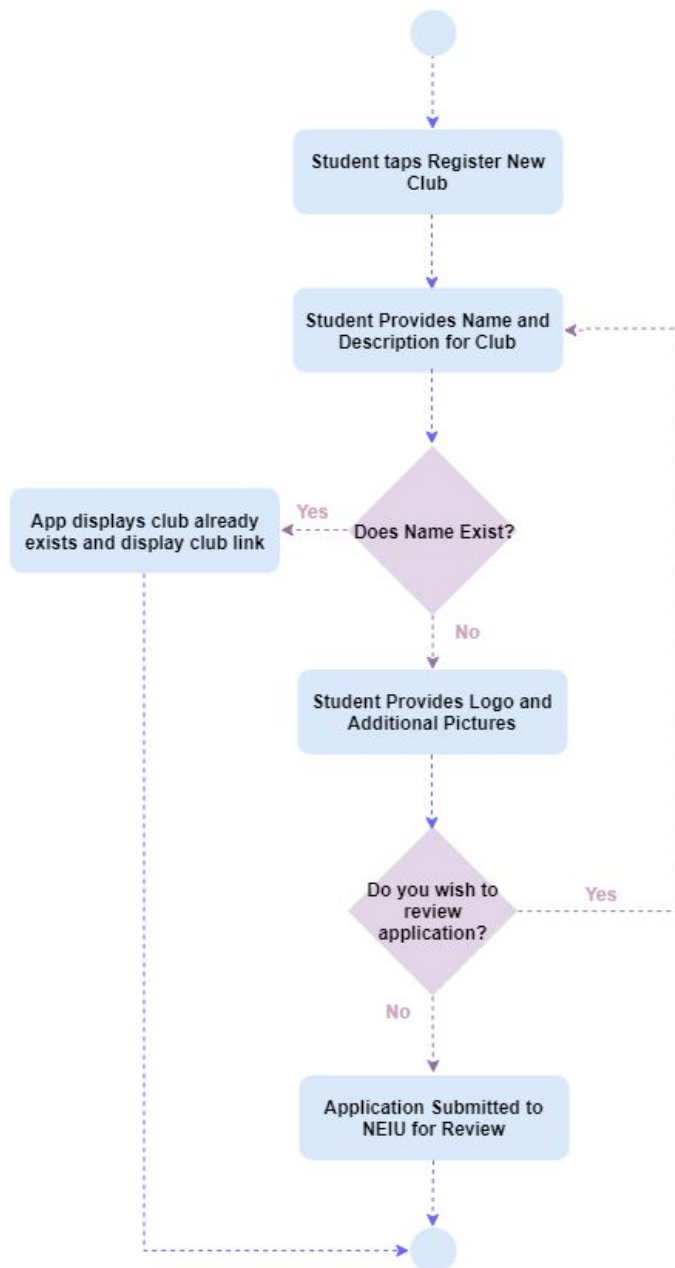 Student taps Register New
Club
Student Provides Name and
Description for Club
App displays club already
exists and display club link
Yes
Does Name Exist?
No
Student Provides Logo and
Additional Pictures
Do you wish to
review
application?
Yes
No
Application Submitted to
NEIU for Review